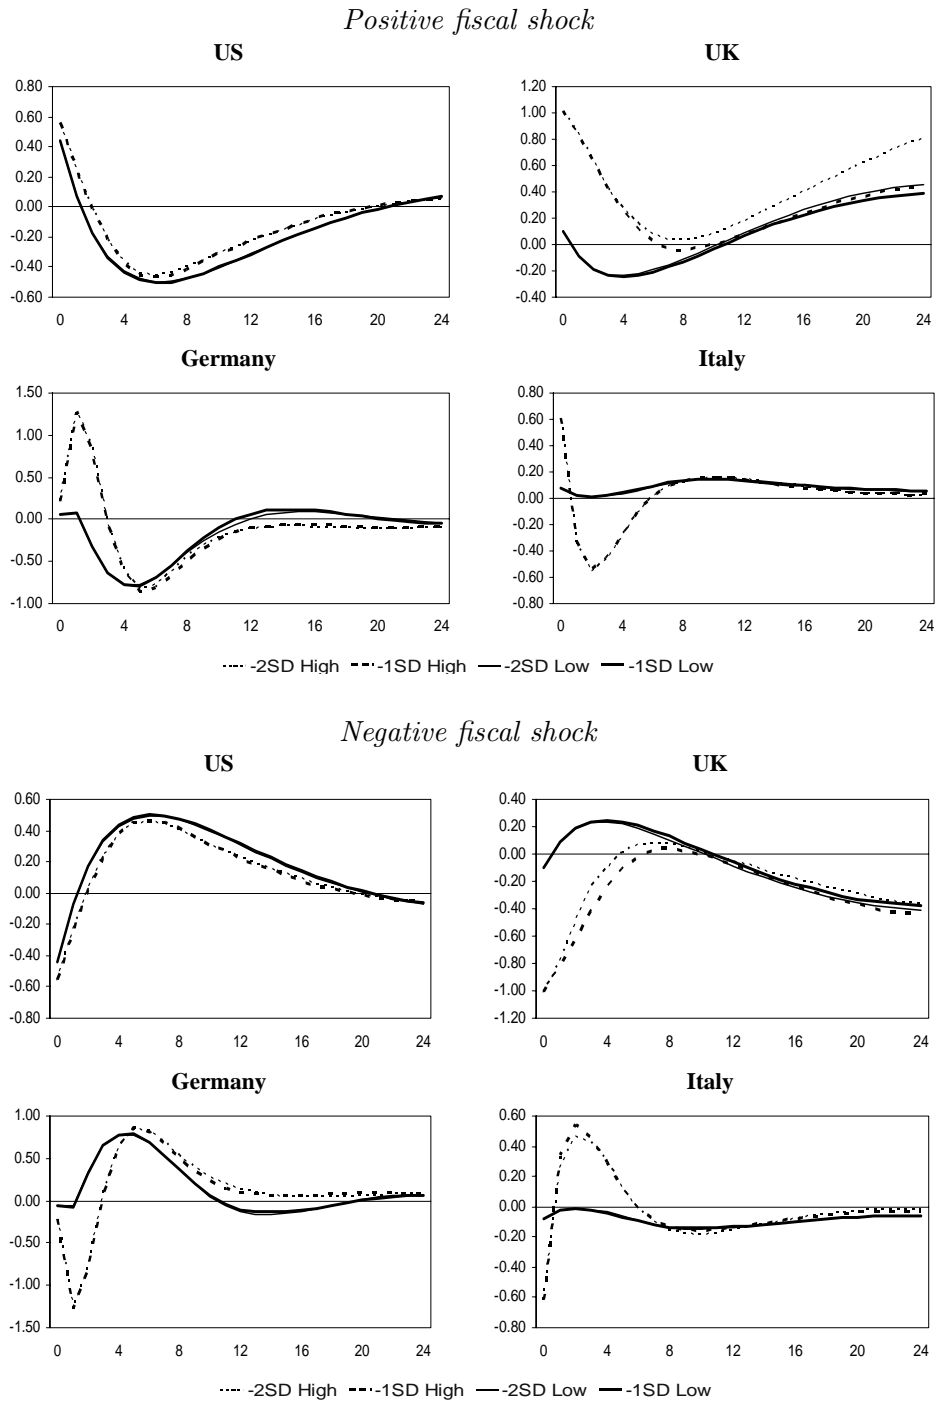 Positive fiscal shock
US UK
0.80 1.20
0.60 1.00
0.40 0.80
0.20 0.60
0.00 0.40
-0.20 0.20
-0.40 0.00
-0.60 -0.20
-0.40
0 4 8 12 16 20 24 0 4 8 12 16 20 24
Germany Italy
1.50 0.80
1.00 0.60
0.50 0.40
0.00 0.20
-0.50 0.00
-1.00 -0.20
-0.40
-0.60
-0.80
0 4 8 12 16 20 24 0 4 8 12 16 20 24
-2SD High -1SD High -2SD Low -1SD Low
Negative fiscal shock
US UK
0.60 0.40
0.40 0.20
0.20 0.00
0.00 -0.20
-0.20 -0.40
-0.40 -0.60
-0.60 -0.80
-0.80 -1.00
-1.20
0 4 8 12 16 20 24 0 4 8 12 16 20 24
Germany Italy
1.00 0.60
0.50 0.40
0.00 0.20
-0.50 0.00
-1.00 -0.20
-1.50 -0.40
-0.60
-0.80
0 4 8 12 16 20 24 0 4 8 12 16 20 24
-2SD High -1SD High -2SD Low -1SD Low